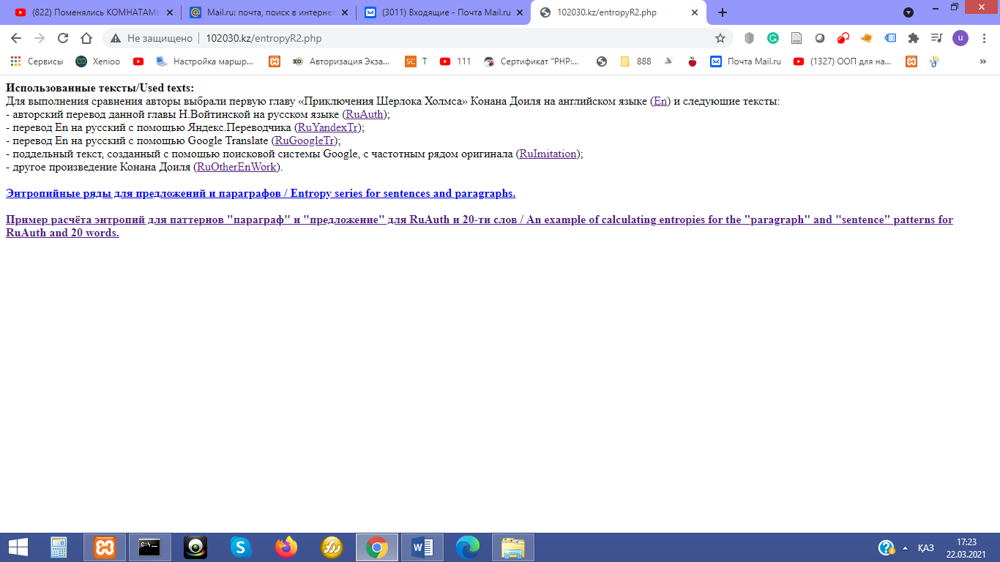 (822) Поменялись КОМНАТАМИ
Mail.ru: почта, поиск в интернет
(3011) Входящие - Почта Mail.ru
102030.kz/entropyR2.php
Не защищено
102030.kz/entropyR2.php
u
Сервисы
Xenioo
Настройка маршр...
Авторизация Экза...
SC
T
111
Сертификат "PHP:...
888
Почта Mail.ru
(1327) ООП для на...
»
Использованные тексты/Used texts:
Для выполнения сравнения авторы выбрали первую главу «Приключения Шерлока Холмса» Конана Доиля на английском языке (En) и следующие тексты:
- авторский перевод данной главы Н.Войтинской на русском языке (RuAuth);
- перевод En на русский с помощью Яндекс.Переводчика (RuYandexTr);
- перевод En на русский с помощью Google Translate (RuGoogleTr);
- поддельный текст, созданный с помощью поисковой системы Google, с частотным рядом оригинала (RuImitation);
- другое произведение Конана Доиля (RuOtherEnWork).
Энтропийные ряды для предложений и параграфов / Entropy series for sentences and paragraphs.
Пример расчёта энтропий для паттернов "параграф" и "предложение" для RuAuth и 20-ти слов / An example of calculating entropies for the "paragraph" and "sentence" patterns for
RuAuth and 20 words.
C:\_
ҚАЗ
17:23
22.03.2021